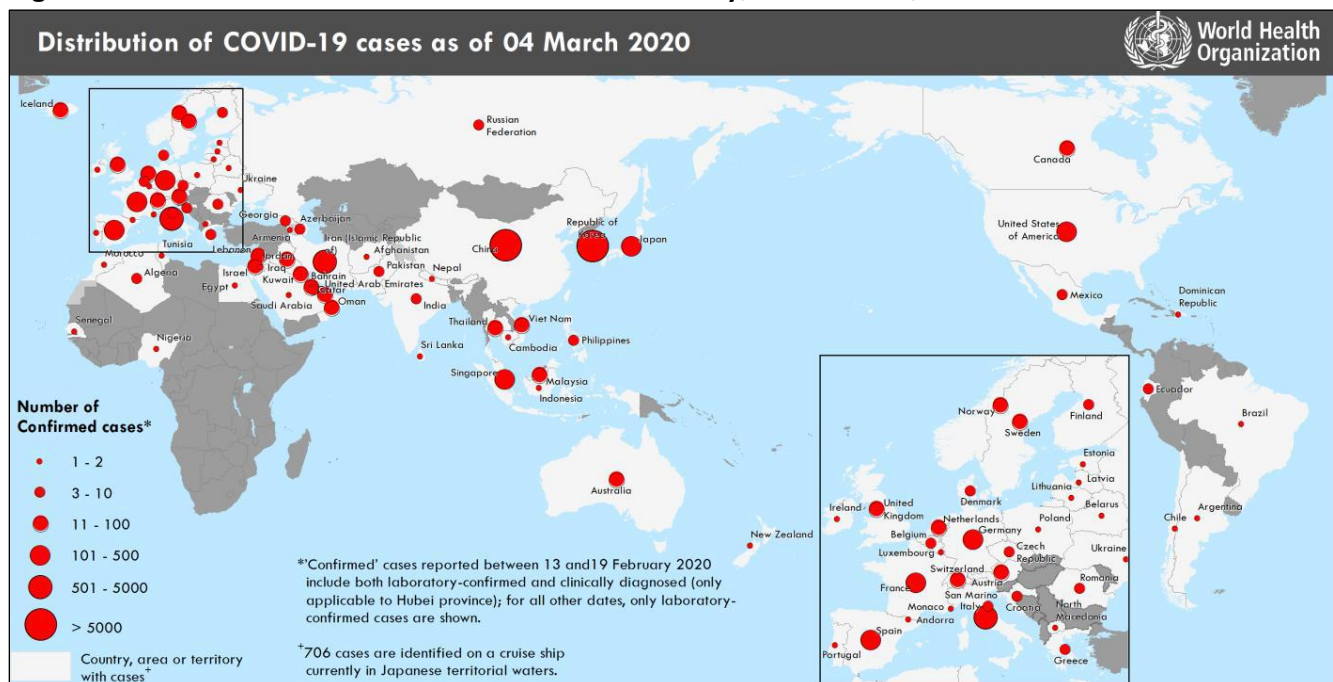 Distribution of COVID-19 cases as of 04 March 2020
World Health
Organization
Iceland
Russian
Federation
Canada
Ukraine
Georgia
Azerbaijan
Armenia
Iran (Islamic Republic
of)
Afghanistan
China
Republic of
Korea
Japan
United States
of America
Tunisia
Lebanon
Jordan
Morocco
Iraq
Pakistan
Nepal
Algeria
Israel
Kuwait
Bahrain
United Arab Emirates
Egypt
Qatar
Oman
Saudi Arabia
India
Mexico
Dominican
Republic
Senegal
Nigeria
Thailand
Viet Nam
Philippines
Sri Lanka
Cambodia
Singapore
Malaysia
Indonesia
Ecuador
Brazil
Australia
New Zealand
Chile
Argentina
Number of
Confirmed cases*
1 - 2
3 - 10
11 - 100
101 - 500
501 - 5000
> 5000
Country, area or territory
with cases+
*'Confirmed' cases reported between 13 and19 February 2020
include both laboratory-confirmed and clinically diagnosed (only
applicable to Hubei province); for all other dates, only laboratory-
confirmed cases are shown.
+706 cases are identified on a cruise ship
currently in Japanese territorial waters.
Norway
Finland
Sweden
Estonia
Latvia
Lithuania
Denmark
Belarus
Ireland
United
Kingdom
Netherlands
Germany
Poland
Belgium
Luxembourg
Czech
Republic
Ukraine
Switzerland
Austria
France
Romania
San Marino
Monaco
Italy
Croatia
Andorra
North
Macedonia
Spain
Portugal
Greece